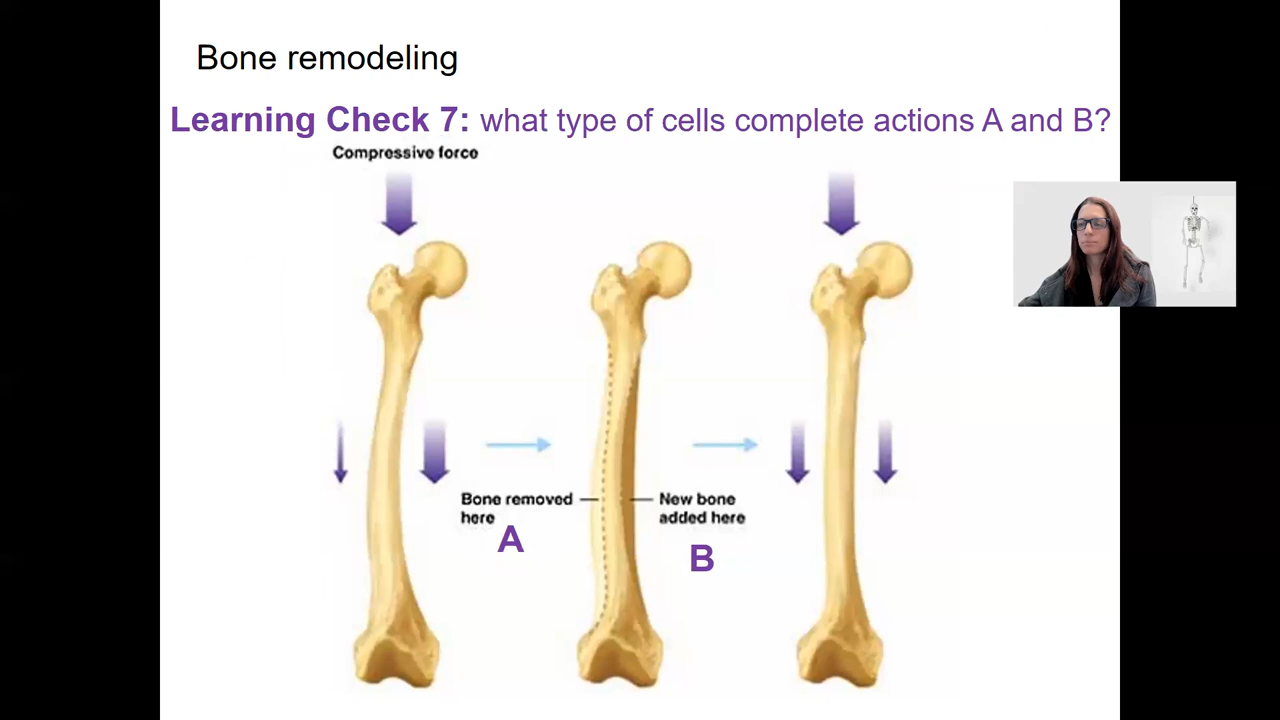 Bone remodeling
Learning Check 7: what type of cells complete actions A and B?
Compressive force
Bone removed
here
A
New bone
added here
B